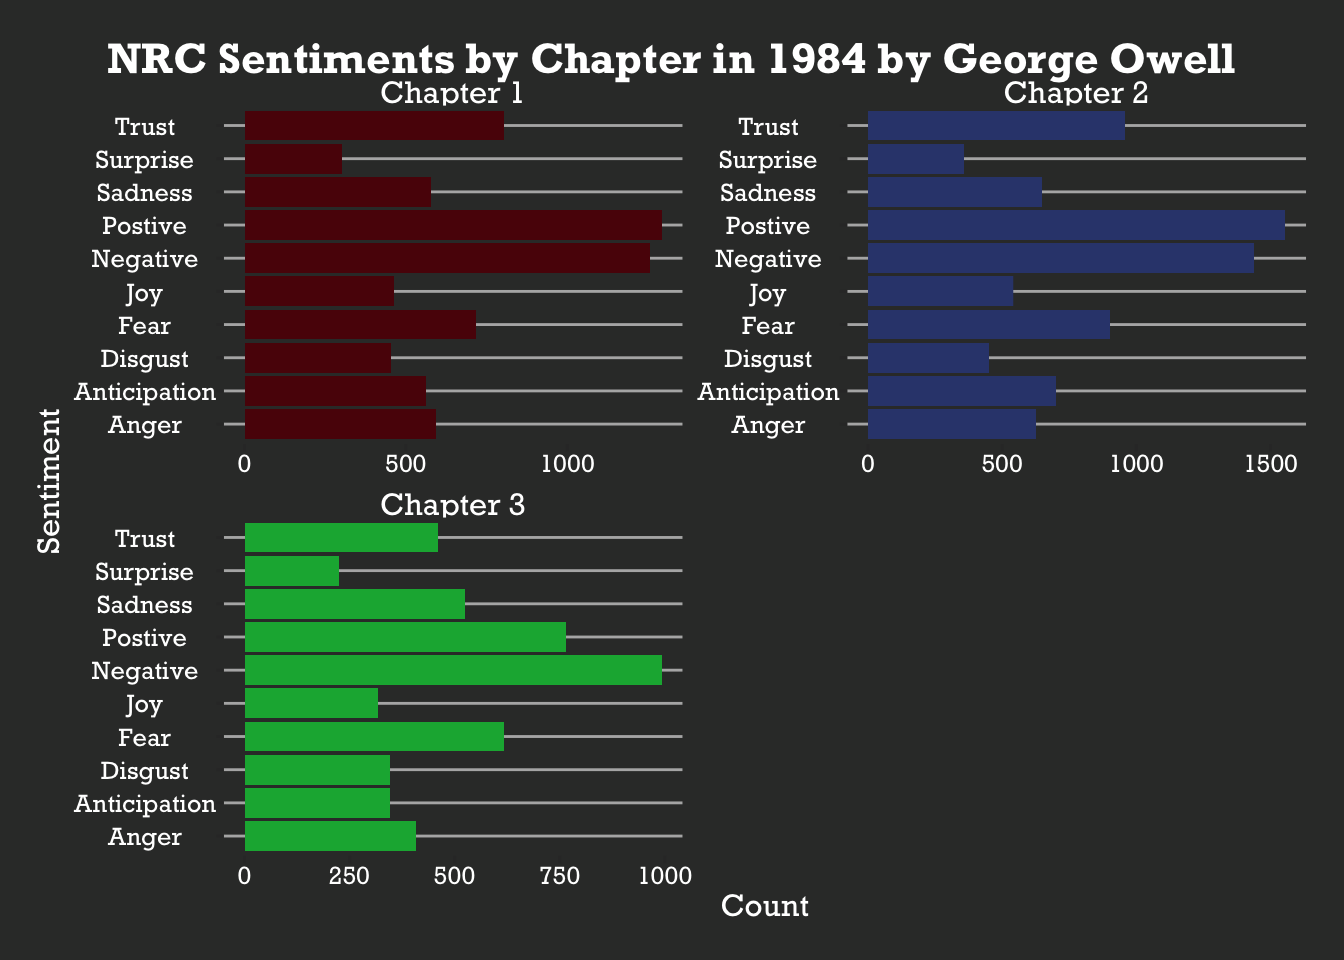 NRC Sentiments by Chapter in 1984 by George Owell
Chapter 1
Trust
Surprise
Sadness
Postive
Negative
Joy
Fear
Disgust
Anticipation
Anger
0 500 1000
Chapter 2
Trust
Surprise
Sadness
Postive
Negative
Joy
Fear
Disgust
Anticipation
Anger
0 500 1000 1500
Sentiment
Chapter 3
Trust
Surprise
Sadness
Postive
Negative
Joy
Fear
Disgust
Anticipation
Anger
0 250 500 750 1000
Count